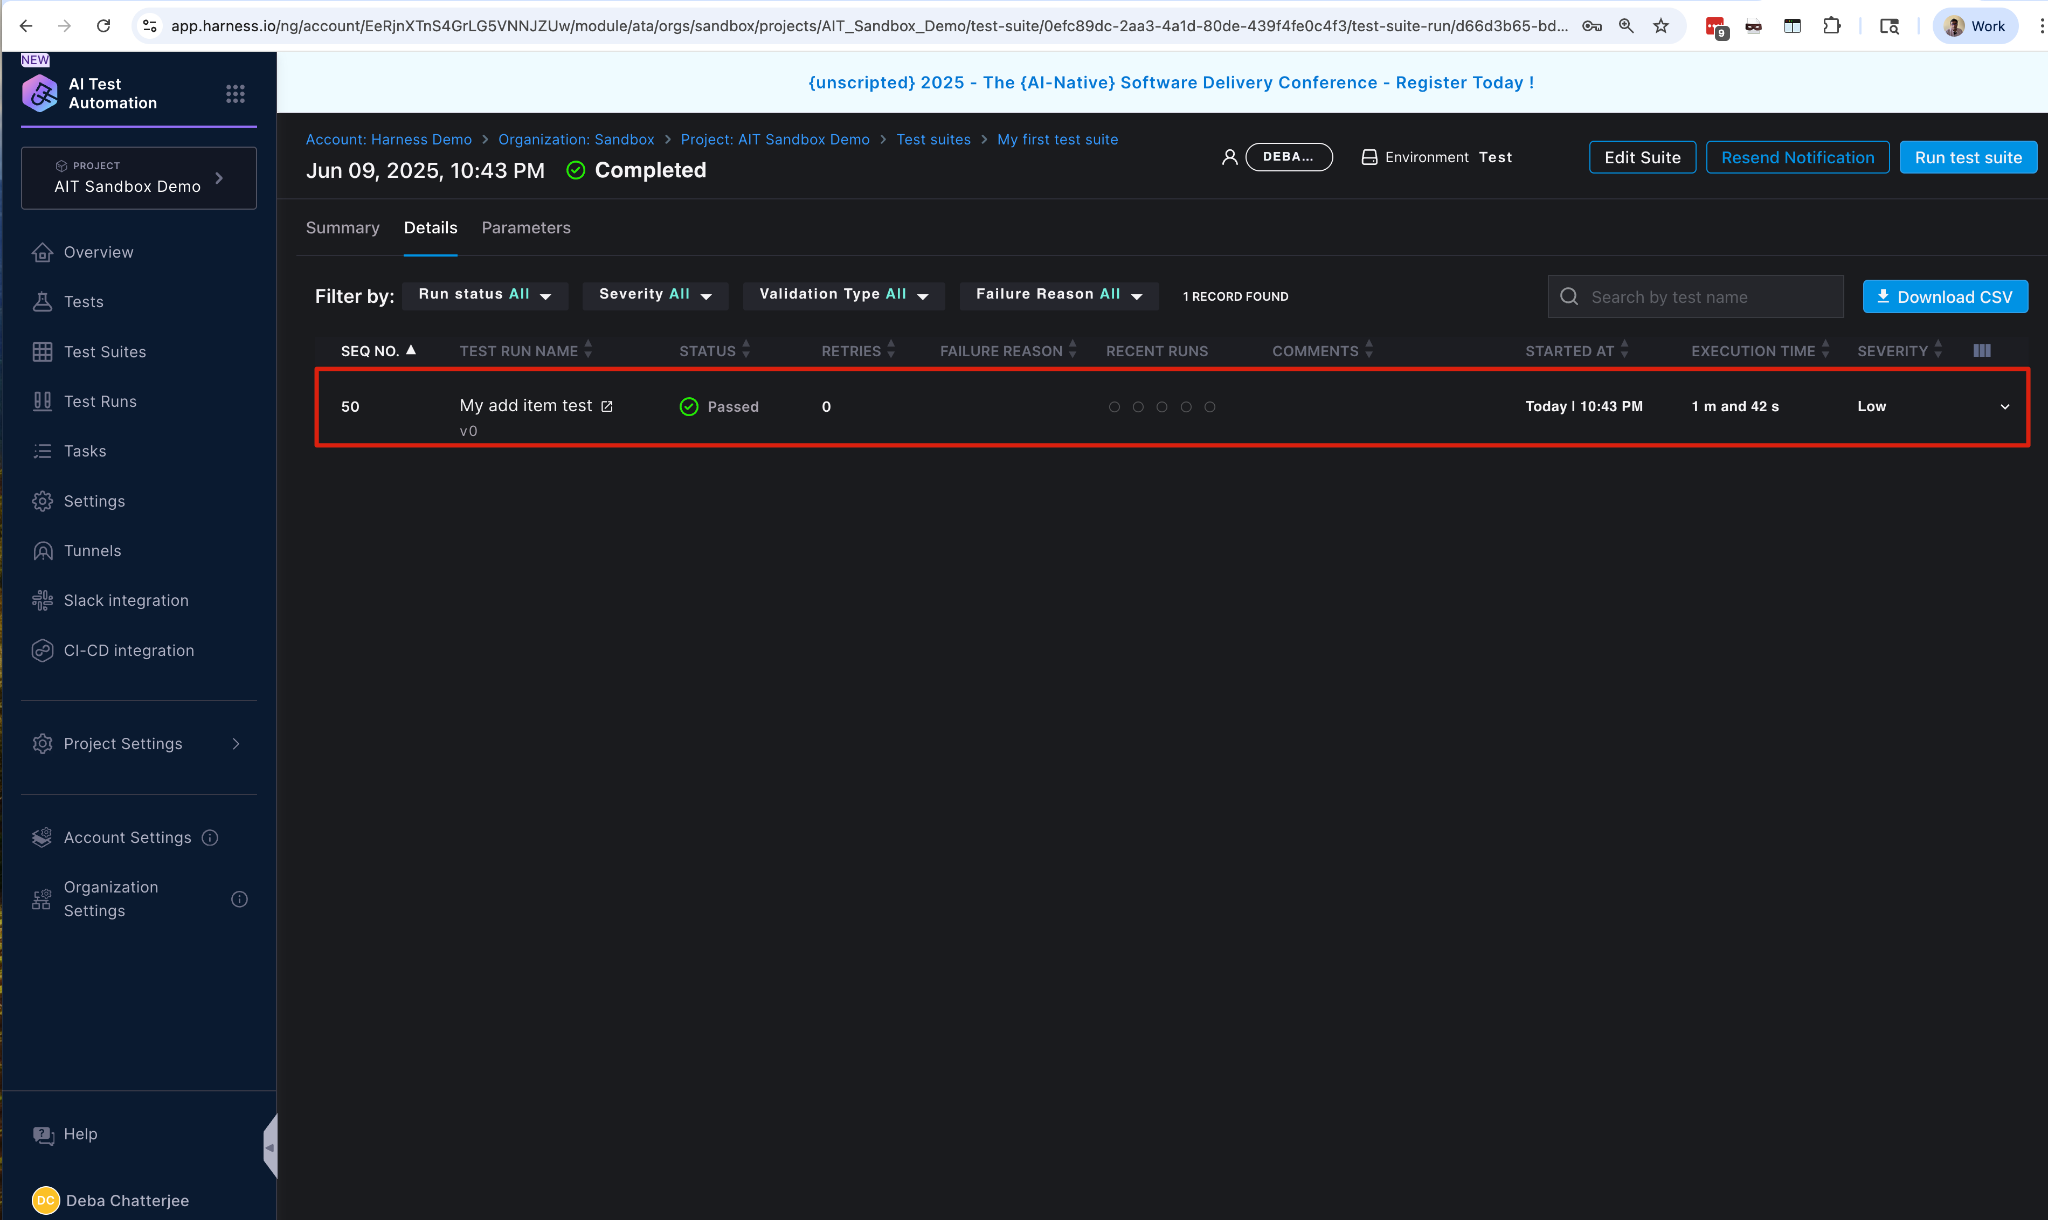 app.harness.io/ng/account/EeRjnXTnS4GrLG5VNNJZUw/module/ata/orgs/sandbox/projects/AIT_Sandbox_Demo/test-suite/0efc89dc-2aa3-4a1d-80de-439f4fe0c4f3/test-suite-run/d66d3b65-bd...
9
Work
NEW
AI Test
Automation
PROJECT
AIT Sandbox Demo
Overview
Tests
Test Suites
Test Runs
Tasks
Settings
Tunnels
Slack integration
CI-CD integration
Project Settings
Account Settings
Organization
Settings
Help
DC Deba Chatterjee
{unscripted} 2025 - The {AI-Native} Software Delivery Conference - Register Today !
Account: Harness Demo > Organization: Sandbox > Project: AIT Sandbox Demo > Test suites > My first test suite
Jun 09, 2025, 10:43 PM Completed
DEBA... Environment Test
Edit Suite Resend Notification Run test suite
Summary Details Parameters
Filter by: Run status All Severity All Validation Type All Failure Reason All 1 RECORD FOUND
Search by test name Download CSV
SEQ NO. TEST RUN NAME STATUS RETRIES FAILURE REASON RECENT RUNS COMMENTS STARTED AT EXECUTION TIME SEVERITY
50 My add item test Passed 0 Today | 10:43 PM 1 m and 42 s Low
v0